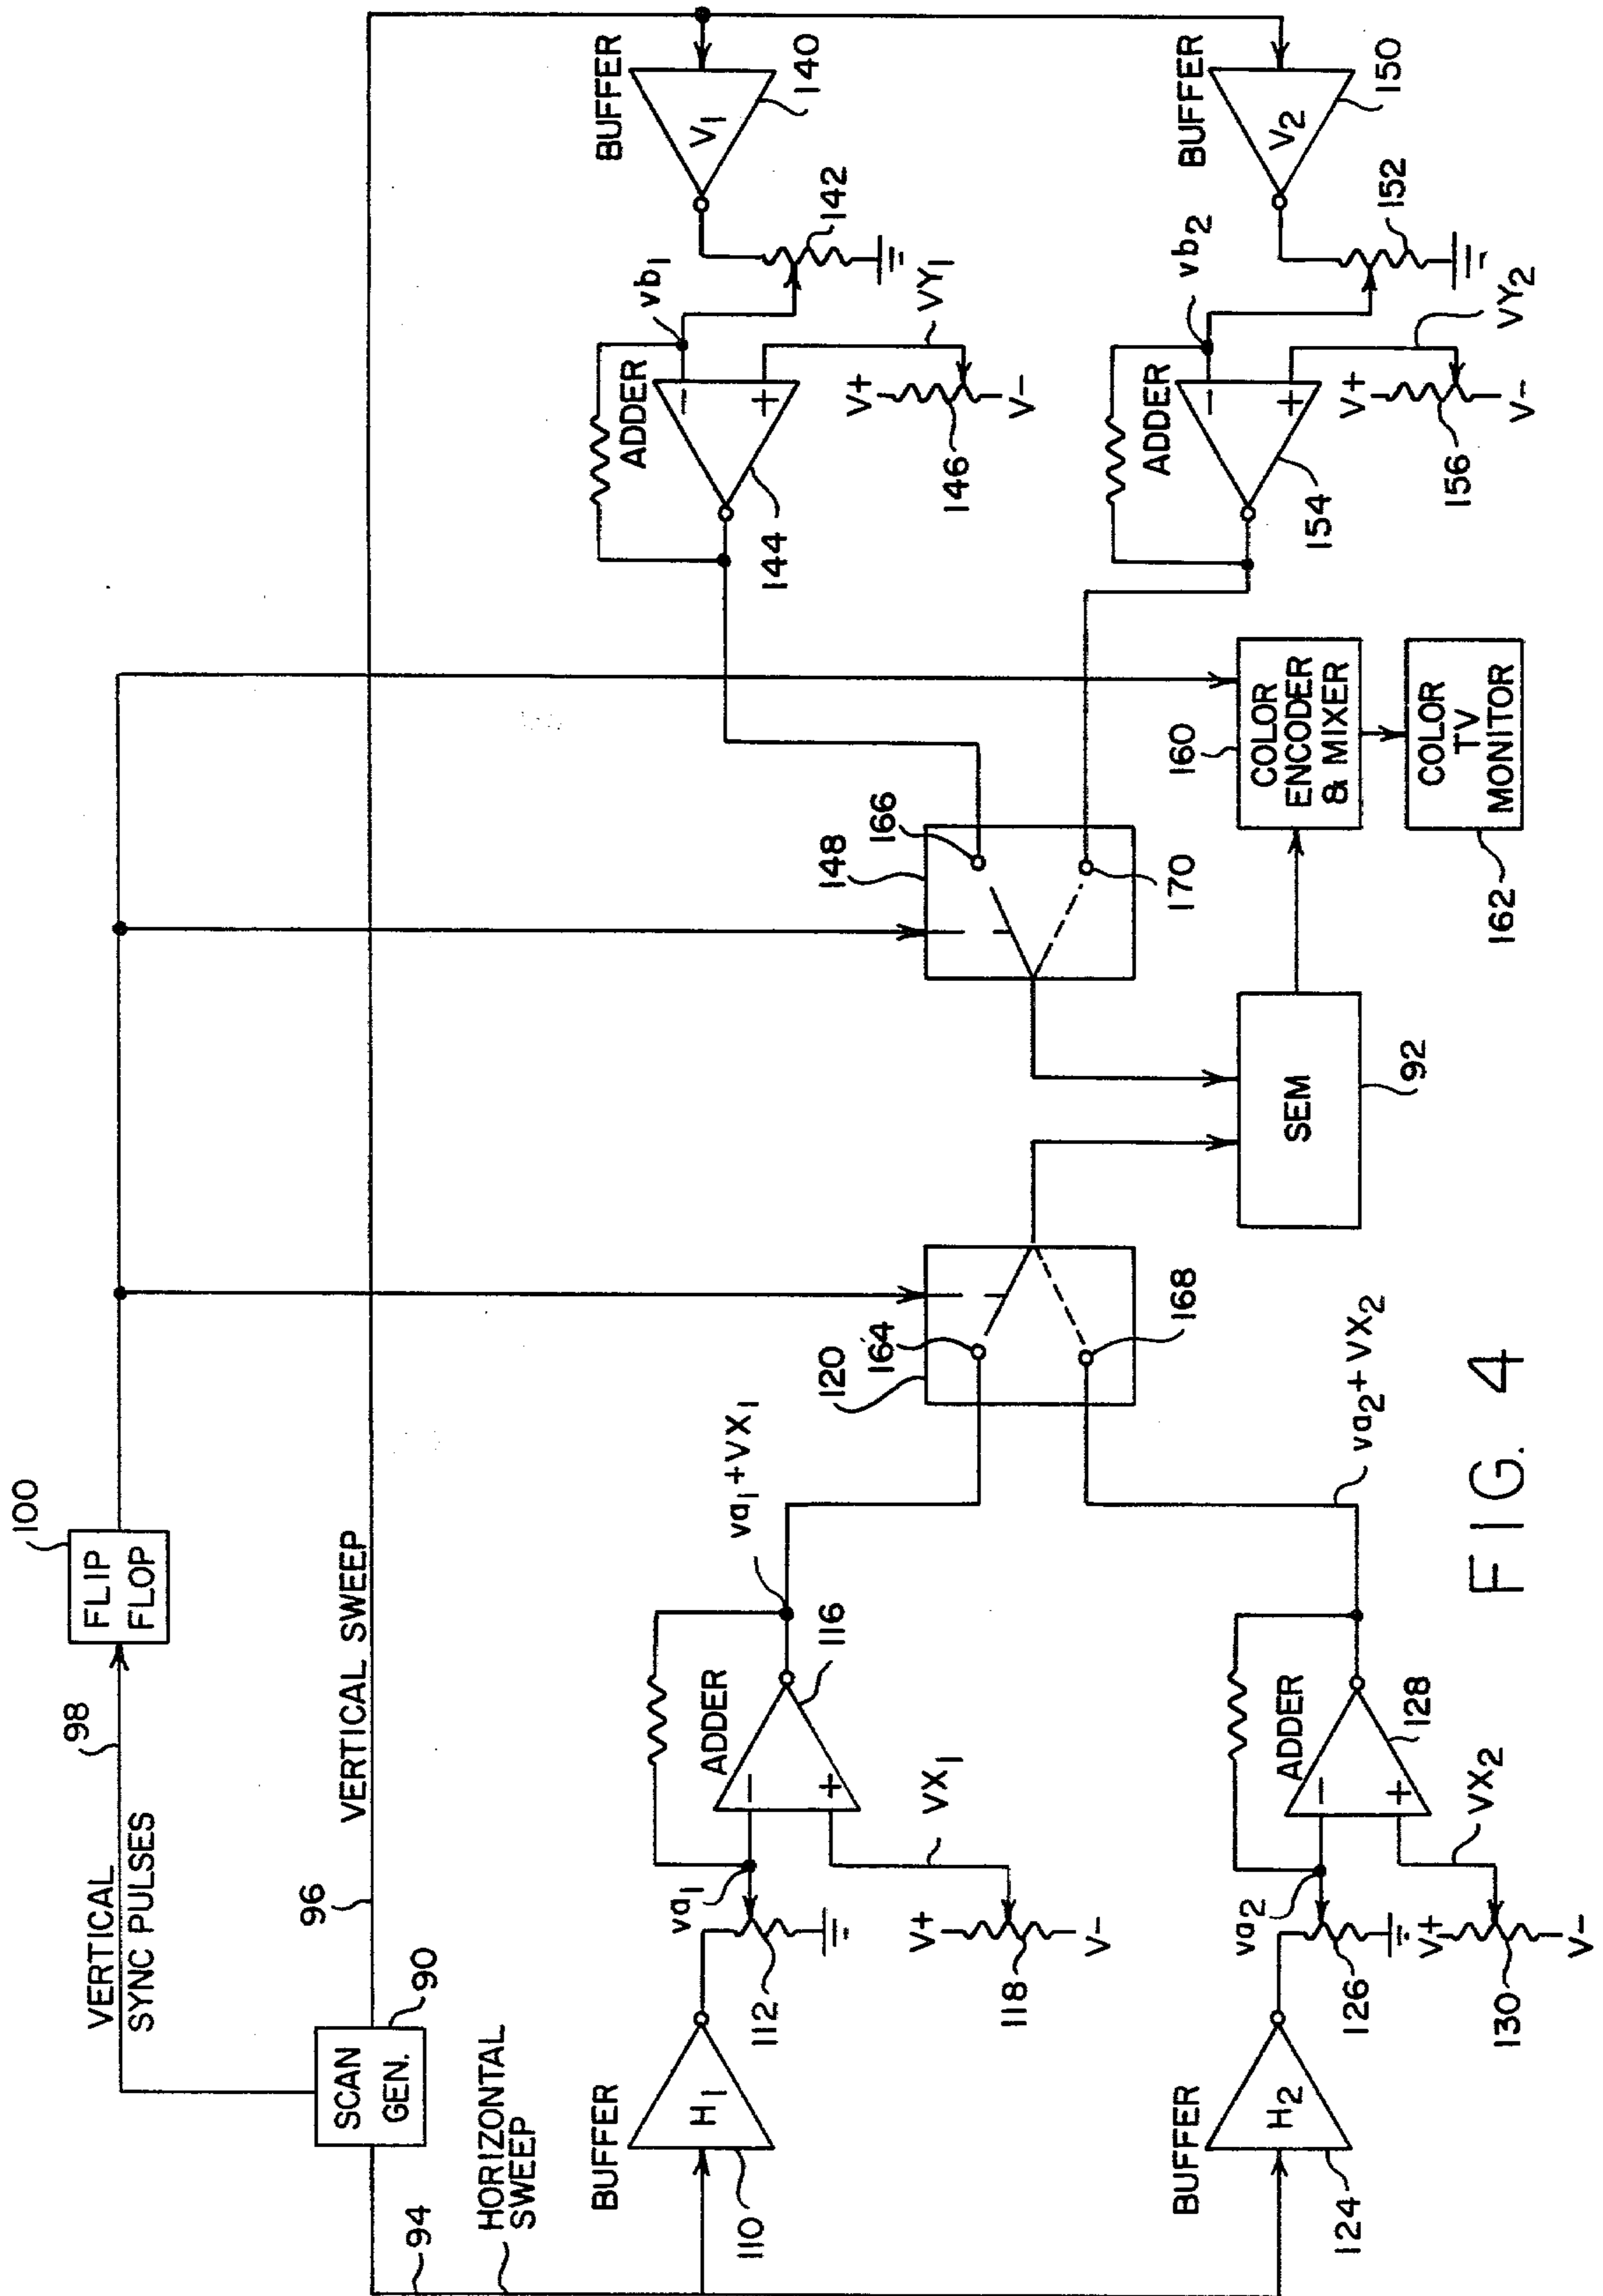 100
FLIP
FLOP
98
VERTICAL
SYNC PULSES
VERTICAL SWEEP
96
90
SCAN
GEN.
94
HORIZONTAL
SWEEP
BUFFER
H1
110
112
va1
ADDER
−
+
116
va1+VX1
VX1
V+
V−
118
BUFFER
H2
124
126
va2
ADDER
−
+
128
va2+VX2
VX2
V+
V−
130
120
164
168
148
166
170
SEM
92
160
COLOR
ENCODER
& MIXER
COLOR
TV
MONITOR
162
BUFFER
V1
140
142
vb1
ADDER
−
+
144
VY1
V+
V−
146
BUFFER
V2
150
152
vb2
ADDER
−
+
154
VY2
V+
V−
156
FIG. 4